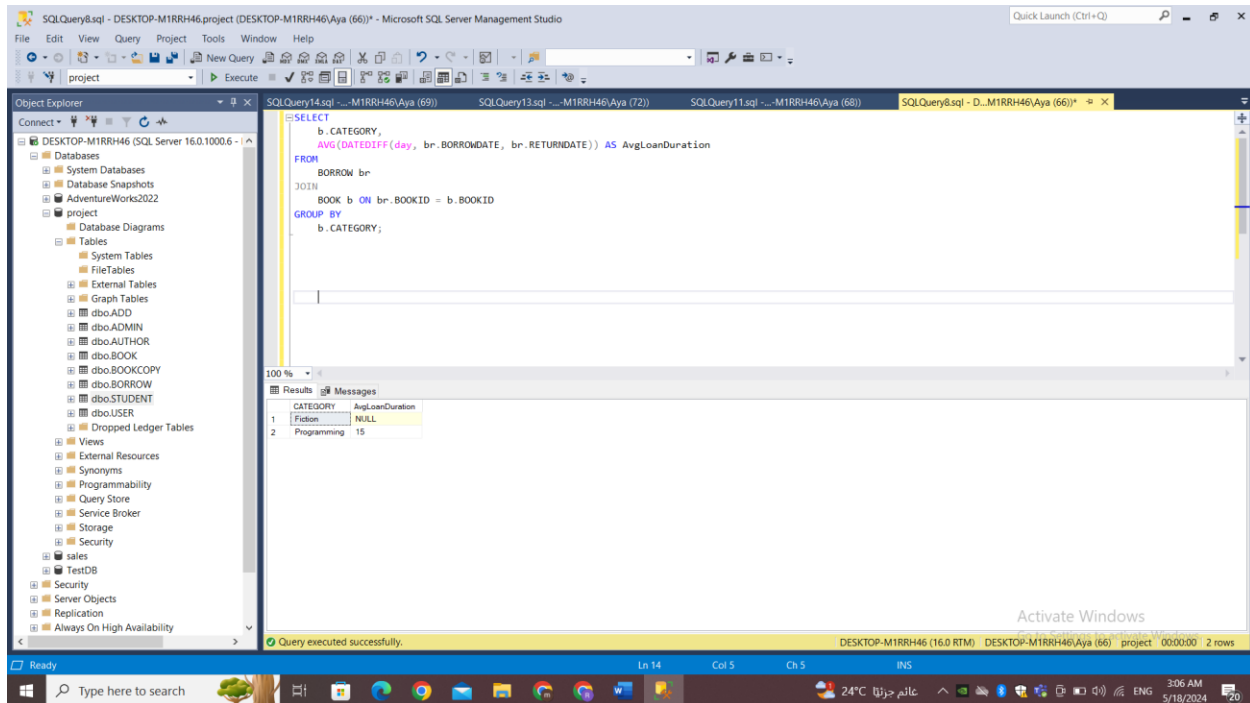 SQLQuery8.sql - DESKTOP-M1RRH46.project (DESKTOP-M1RRH46\Aya (66))* - Microsoft SQL Server Management Studio
Quick Launch (Ctrl+Q)
File Edit View Query Project Tools Window Help
New Query
project
Execute
Object Explorer
SQLQuery14.sql -...-M1RRH46\Aya (69))
SQLQuery13.sql -...-M1RRH46\Aya (72))
SQLQuery11.sql -...-M1RRH46\Aya (68))
SQLQuery8.sql - D...M1RRH46\Aya (66))*
Connect
DESKTOP-M1RRH46 (SQL Server 16.0.1000.6 - (
Databases
System Databases
Database Snapshots
AdventureWorks2022
project
Database Diagrams
Tables
System Tables
FileTables
External Tables
Graph Tables
dbo.ADD
dbo.ADMIN
dbo.AUTHOR
dbo.BOOK
dbo.BOOKCOPY
dbo.BORROW
dbo.STUDENT
dbo.USER
Dropped Ledger Tables
Views
External Resources
Synonyms
Programmability
Query Store
Service Broker
Storage
Security
sales
TestDB
Security
Server Objects
Replication
Always On High Availability
SELECT
b.CATEGORY,
AVG(DATEDIFF(day, br.BORROWDATE, br.RETURNDATE)) AS AvgLoanDuration
FROM
BORROW br
JOIN
BOOK b ON br.BOOKID = b.BOOKID
GROUP BY
b.CATEGORY;
100 %
Results Messages
CATEGORY AvgLoanDuration
1 Fiction NULL
2 Programming 15
Activate Windows
Go to Settings to activate Windows.
Query executed successfully.
DESKTOP-M1RRH46 (16.0 RTM) DESKTOP-M1RRH46\Aya (66) project 00:00:00 2 rows
Ready
Ln 14 Col 5 Ch 5 INS
Type here to search
24°C غائم جزئيًا
ENG
3:06 AM
5/18/2024
20